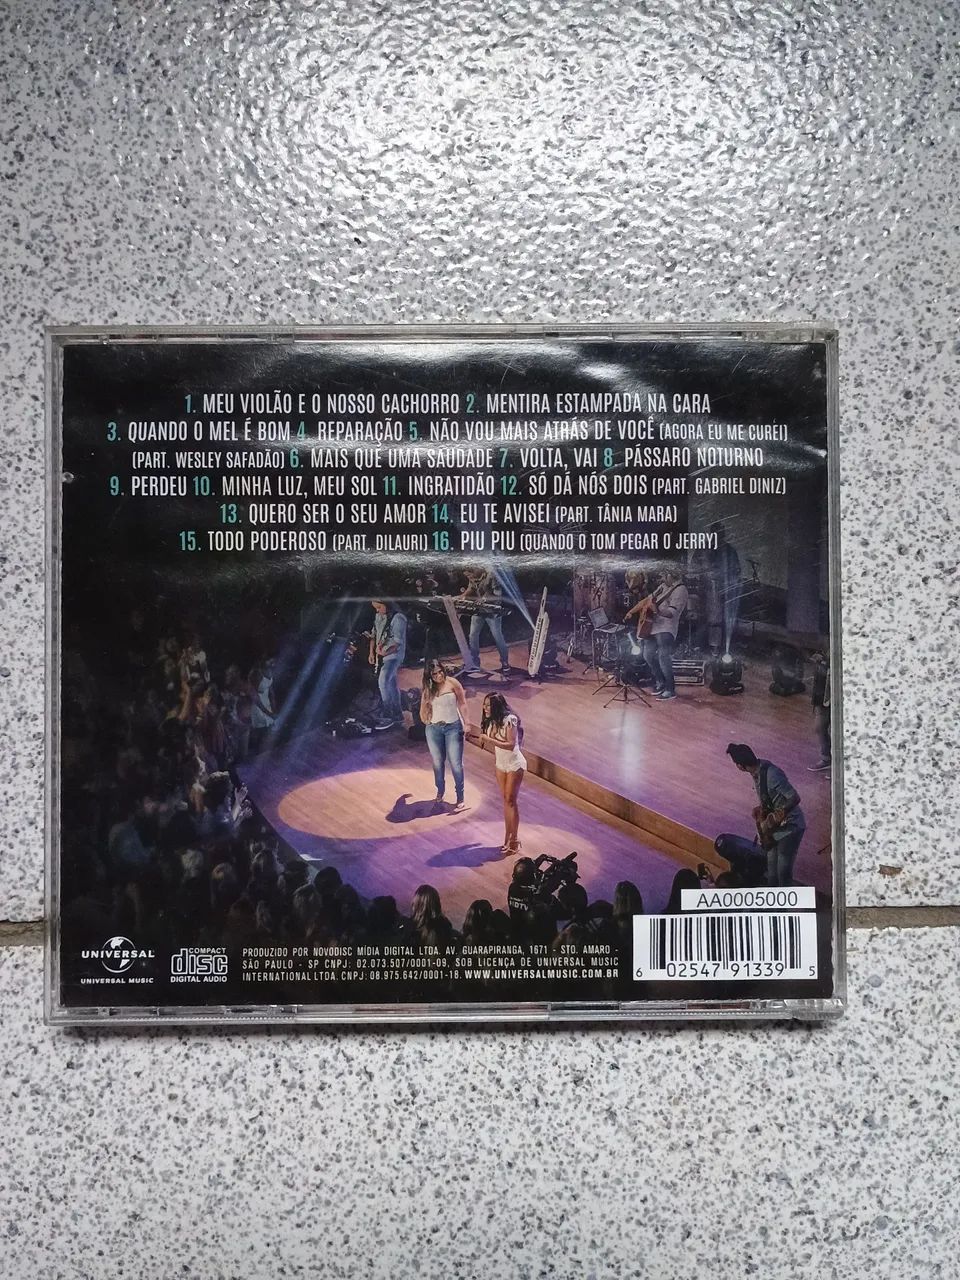 1. MEU VIOLÃO E O NOSSO CACHORRO 2. MENTIRA ESTAMPADA NA CARA
3. QUANDO O MEL É BOM 4. REPARAÇÃO 5. NÃO VOU MAIS ATRÁS DE VOCÊ (AGORA EU ME CUREI)
(PART. WESLEY SAFADÃO) 6. MAIS QUE UMA SAUDADE 7. VOLTA, VAI 8. PÁSSARO NOTURNO
9. PERDEU 10. MINHA LUZ, MEU SOL 11. INGRATIDÃO 12. SÓ DÁ NÓS DOIS (PART. GABRIEL DINIZ)
13. QUERO SER O SEU AMOR 14. EU TE AVISEI (PART. TÂNIA MARA)
15. TODO PODEROSO (PART. DILAURI) 16. PIU PIU (QUANDO O TOM PEGAR O JERRY)
HDTV
AA0005000
UNIVERSAL
UNIVERSAL MUSIC
COMPACT
disc
DIGITAL AUDIO
PRODUZIDO POR NOVODISC MÍDIA DIGITAL LTDA. AV. GUARAPIRANGA, 1671 - STO. AMARO -
SÃO PAULO - SP CNPJ: 02.073.507/0001-09, SOB LICENÇA DE UNIVERSAL MUSIC
INTERNATIONAL LTDA. CNPJ: 08.975.642/0001-18. WWW.UNIVERSALMUSIC.COM.BR
6 02547 91339 5